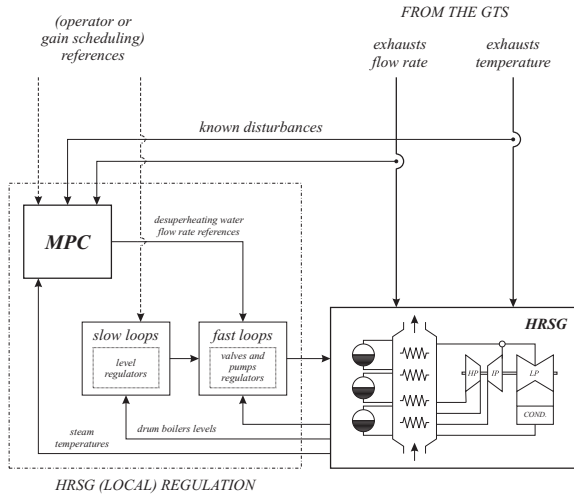 (operator or
gain scheduling)
references
FROM THE GTS
exhausts
flow rate
exhausts
temperature
known disturbances
MPC
desuperheating water
flow rate references
HRSG
slow loops
level
regulators
fast loops
valves and
pumps
regulators
HP
IP
LP
COND.
steam
temperatures
drum boilers levels
HRSG (LOCAL) REGULATION